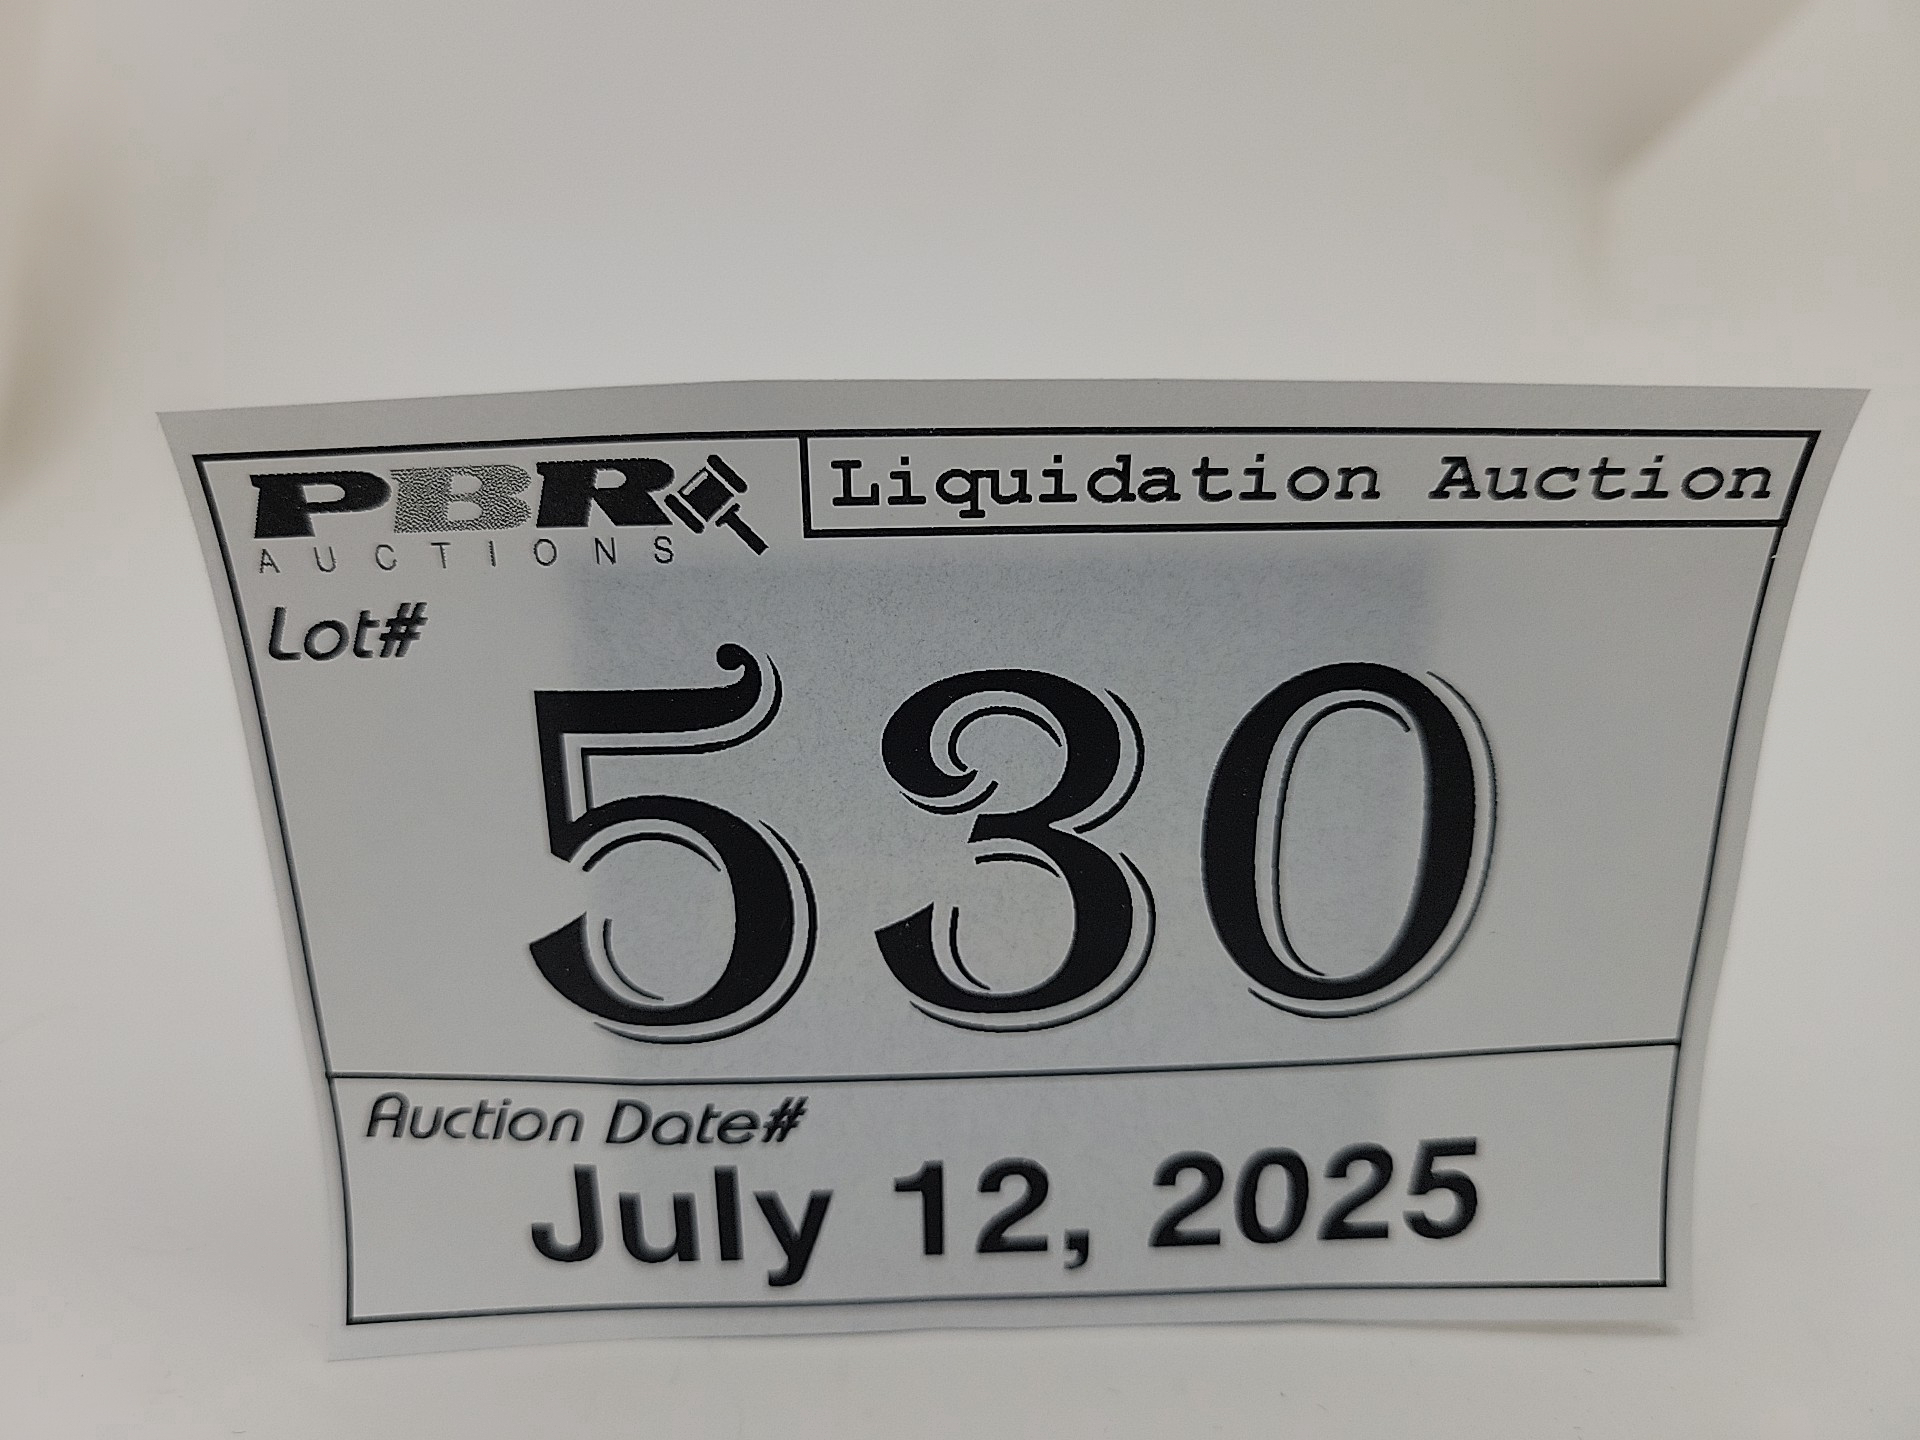 PBR
AUCTIONS
Liquidation Auction
Lot#
530
Auction Date#
July 12, 2025